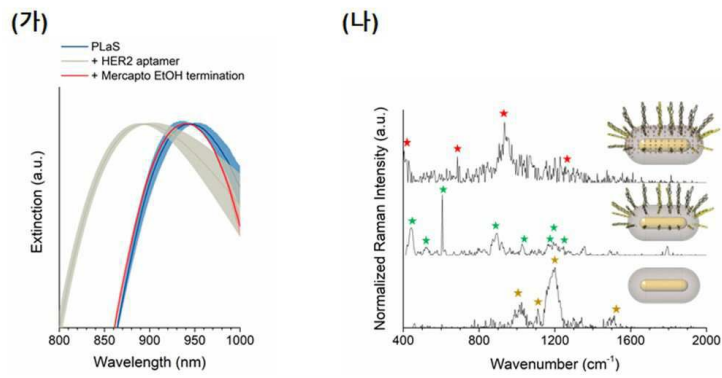 (가)
(나)
PLaS
+ HER2 aptamer
+ Mercapto EtOH termination
Extinction (a.u.)
800 850 900 950 1000
Wavelength (nm)
Normalized Raman Intensity (a.u.)
400 800 1200 1600 2000
Wavenumber (cm⁻¹)